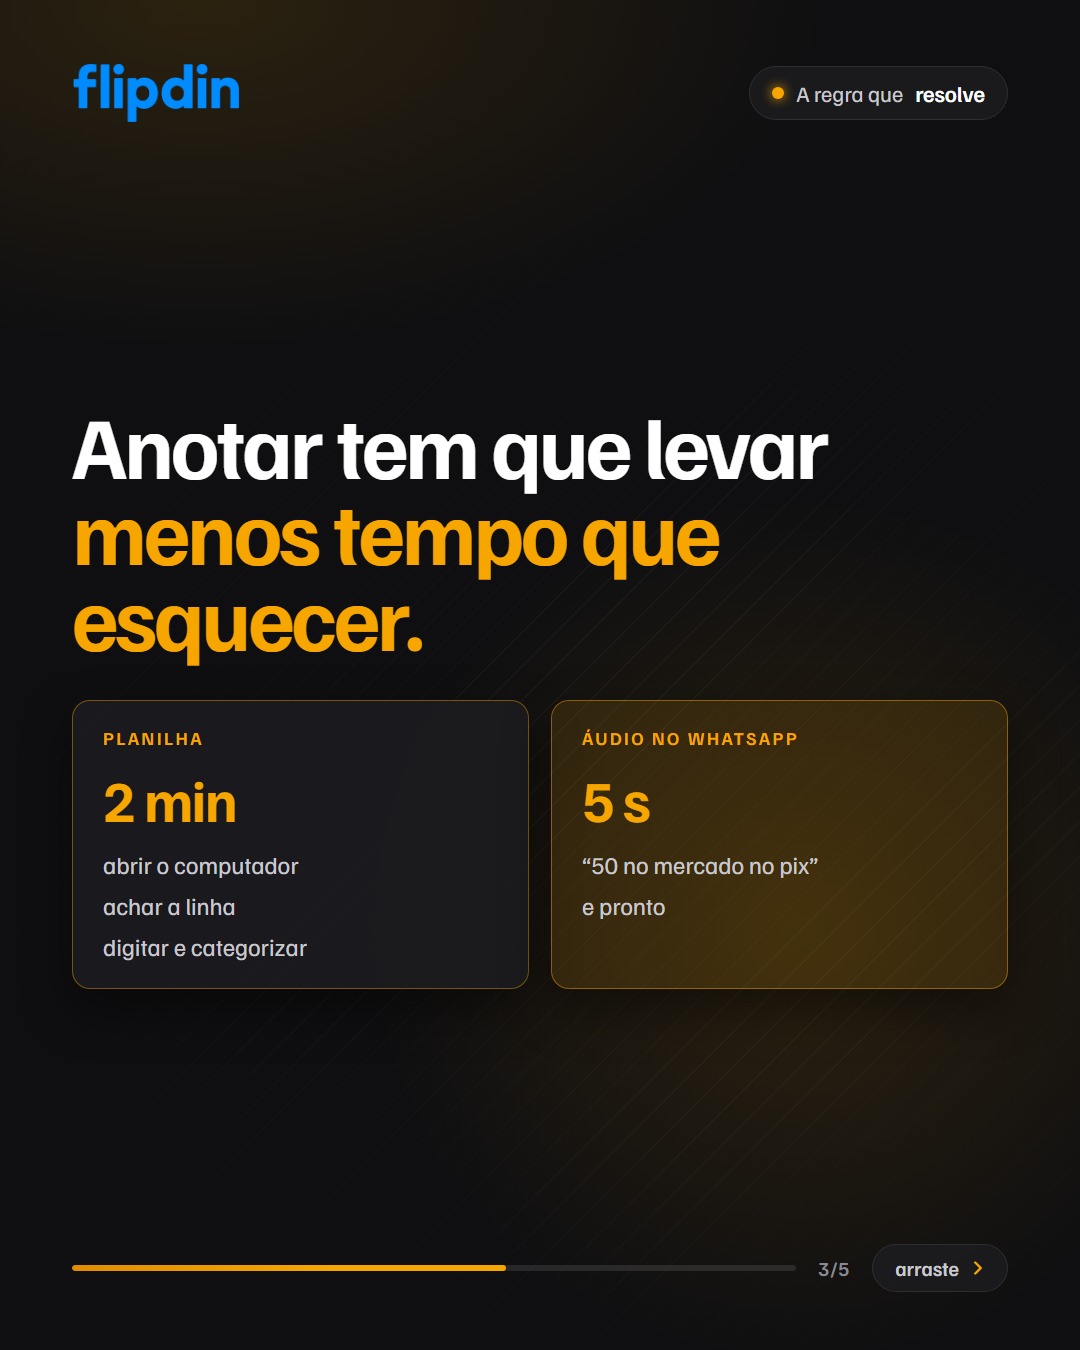 flipdin
A regra que resolve
Anotar tem que levar
menos tempo que
esquecer.
PLANILHA
2 min
abrir o computador
achar a linha
digitar e categorizar
ÁUDIO NO WHATSAPP
5 s
“50 no mercado no pix”
e pronto
3/5
arraste